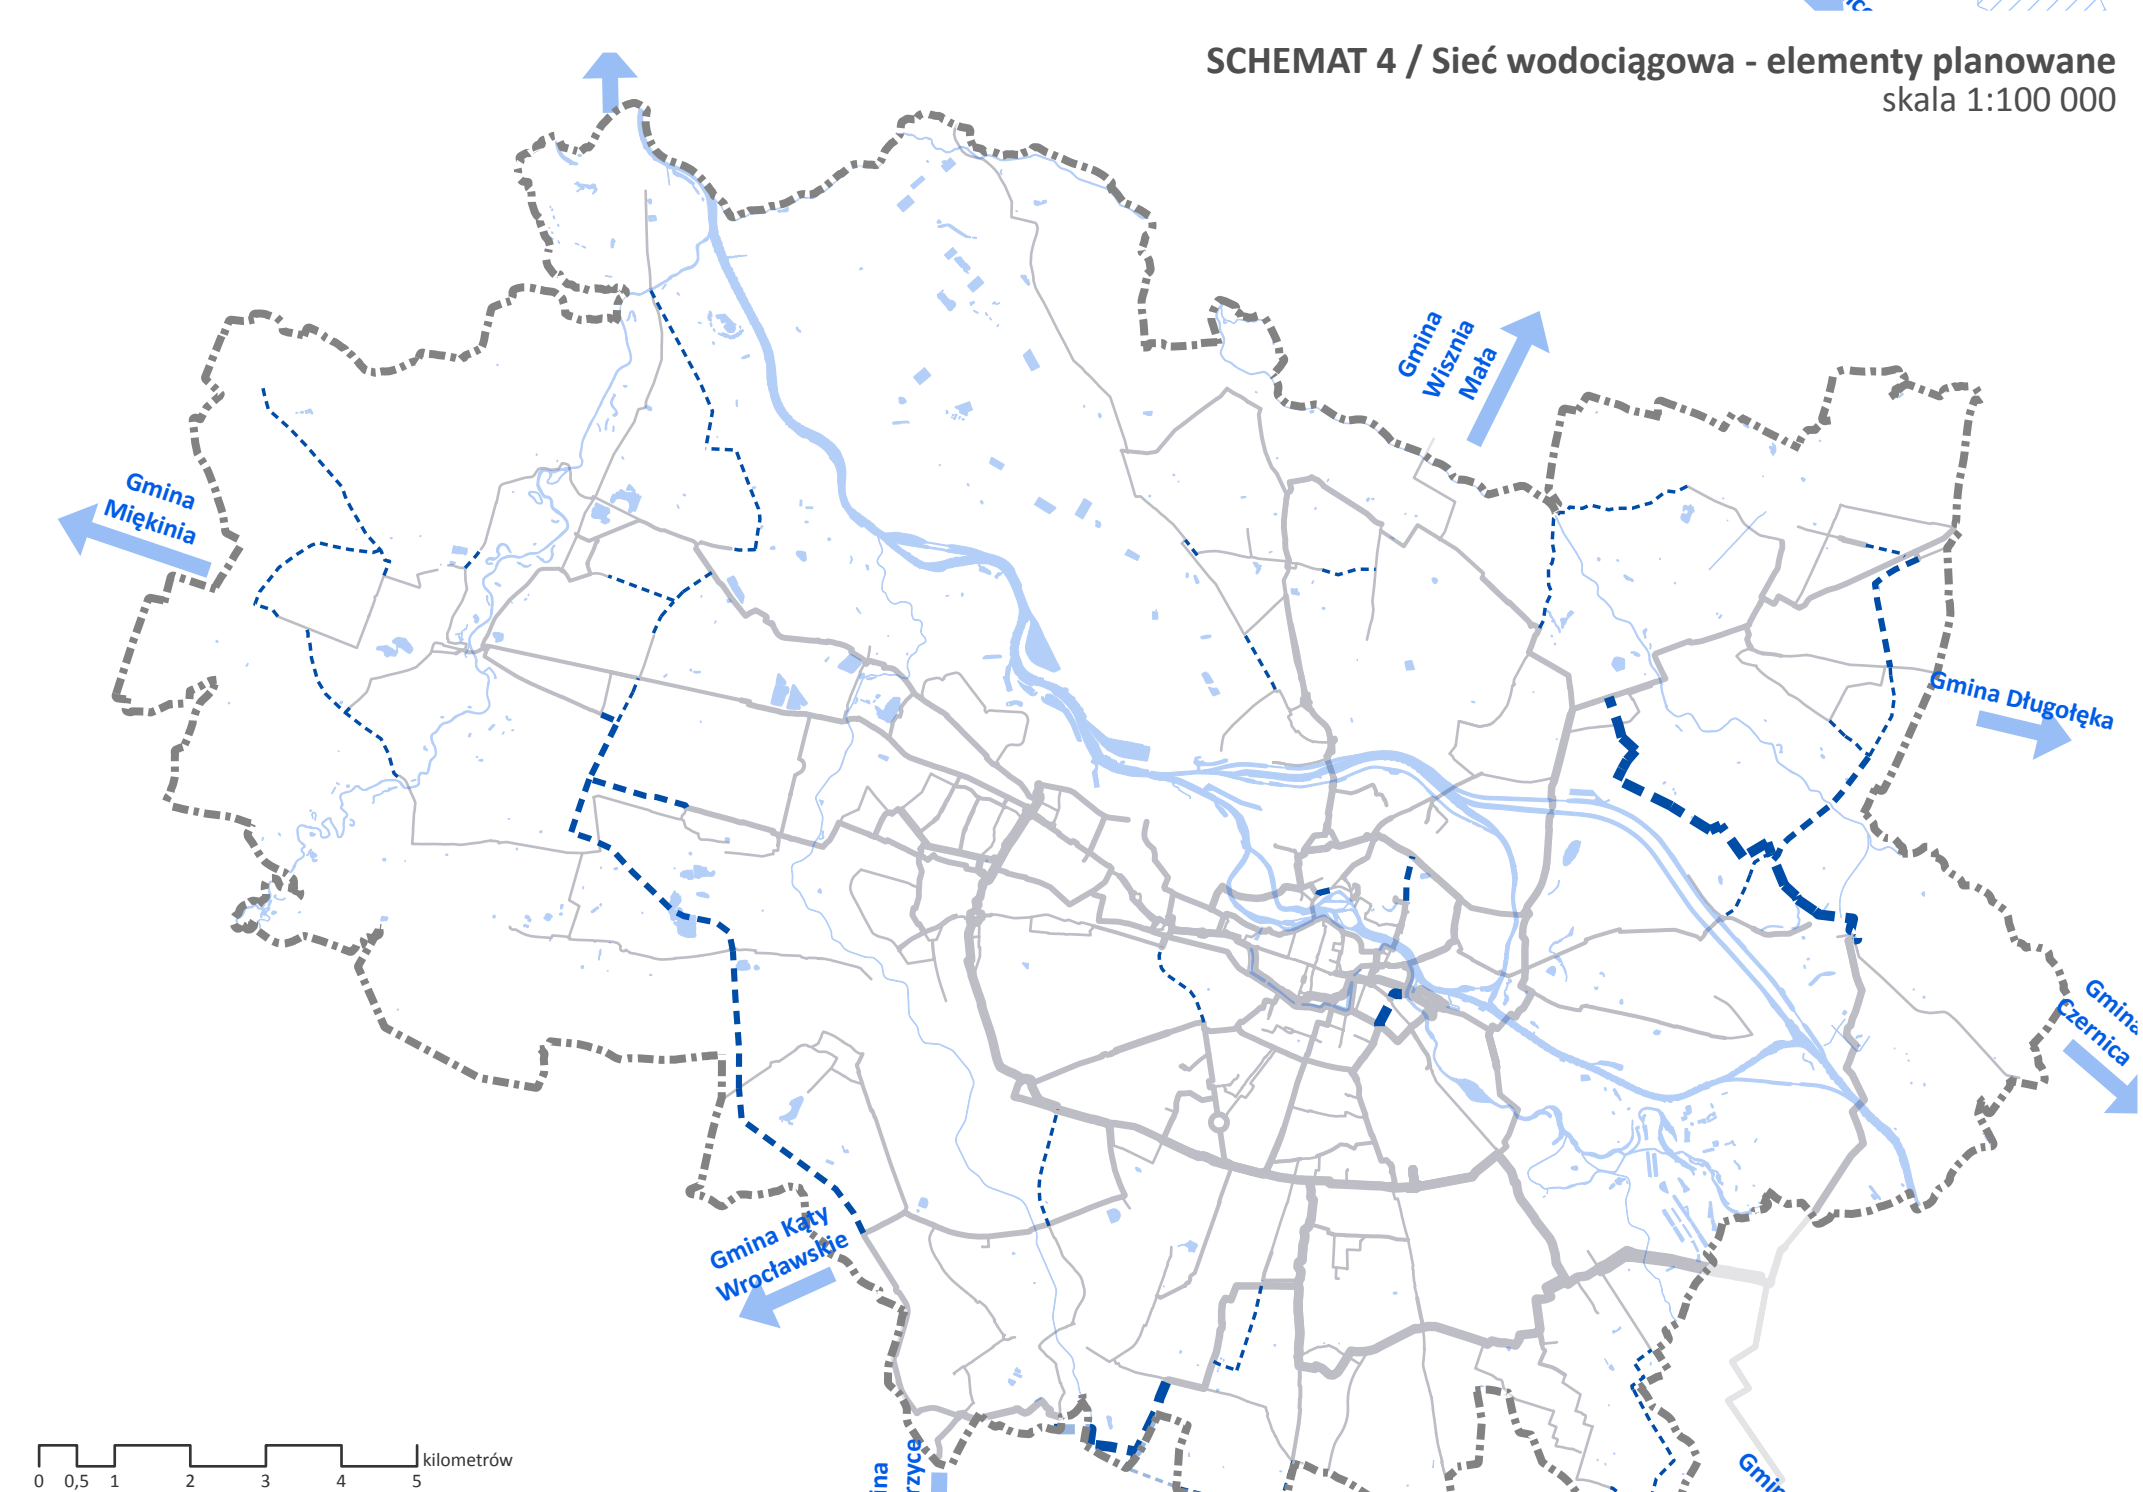 SCHEMAT 4 / Sieć wodociągowa - elementy planowane
skala 1:100 000
Gmina
Wisznia
Mała
Gmina
Miękinia
Gmina Długołęka
Gmina
Czernica
Gmina Kąty
Wrocławskie
kilometrów
0 0,5 1 2 3 4 5